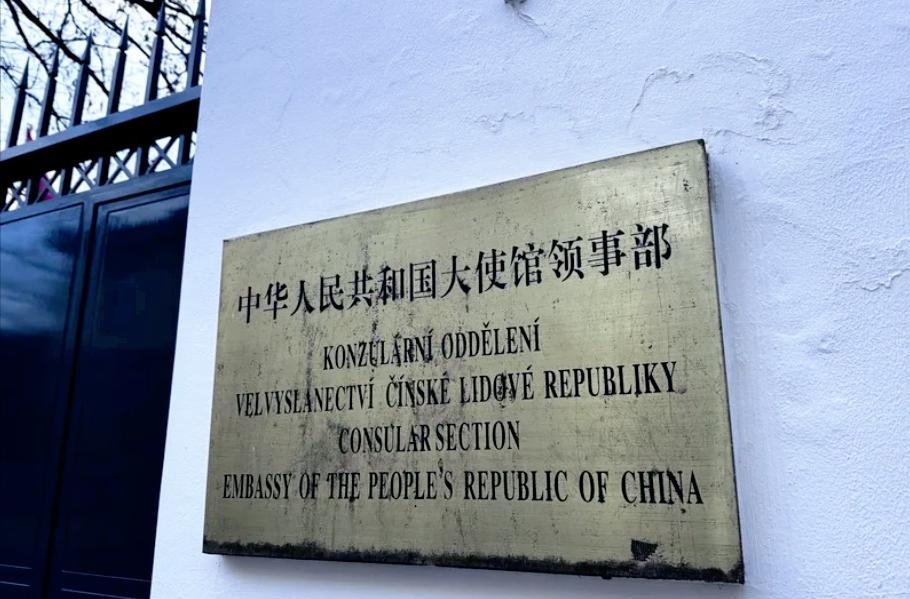 中华人民共和国大使馆领事部
KONZULÁRNÍ ODDĚLENÍ
VELVYSLANECTVÍ ČÍNSKÉ LIDOVÉ REPUBLIKY
CONSULAR SECTION
EMBASSY OF THE PEOPLE'S REPUBLIC OF CHINA